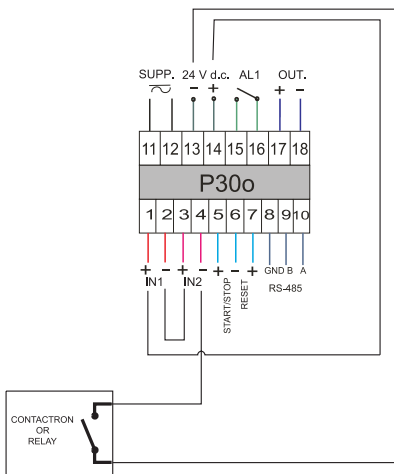 SUPP. 24 V d.c. AL1 OUT.
- + + -
11 12 13 14 15 16 17 18
P30o
1 2 3 4 5 6 7 8 9 10
+ - + - + - + GND B A
IN1 IN2 START/STOP RESET RS-485
CONTACTRON
OR
RELAY